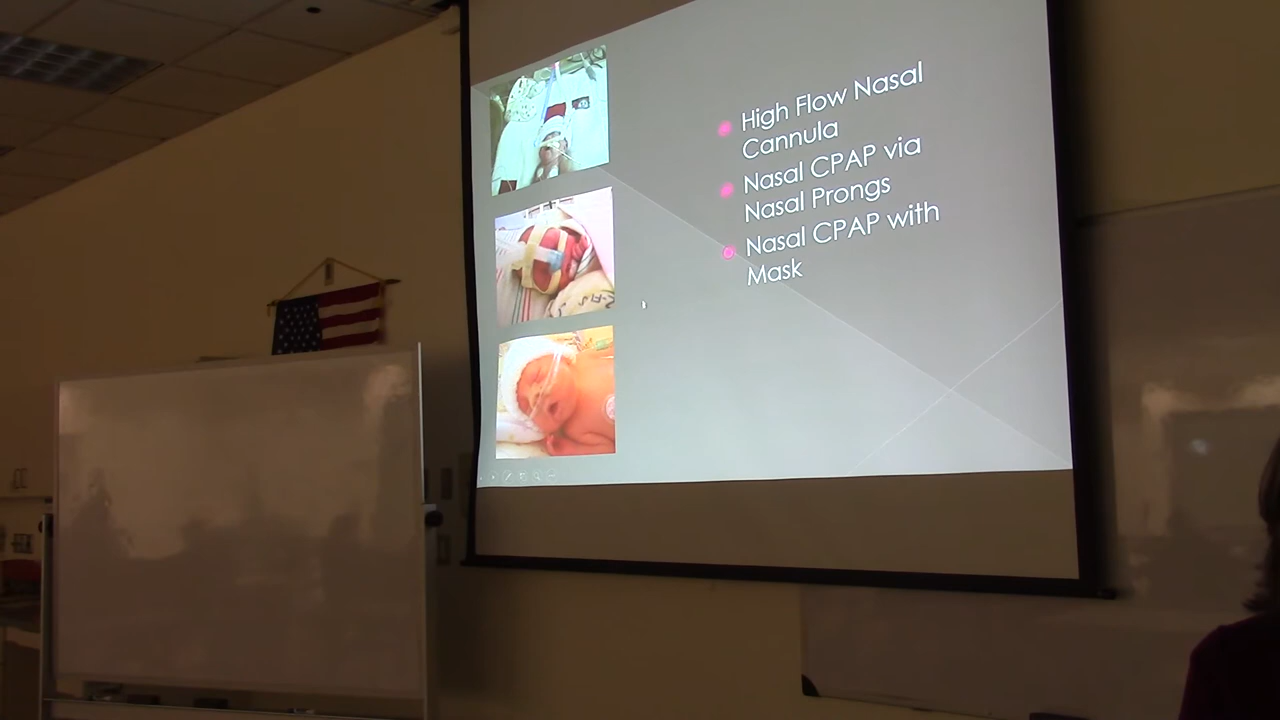 High Flow Nasal
Cannula
Nasal CPAP via
Nasal Prongs
Nasal CPAP with
Mask